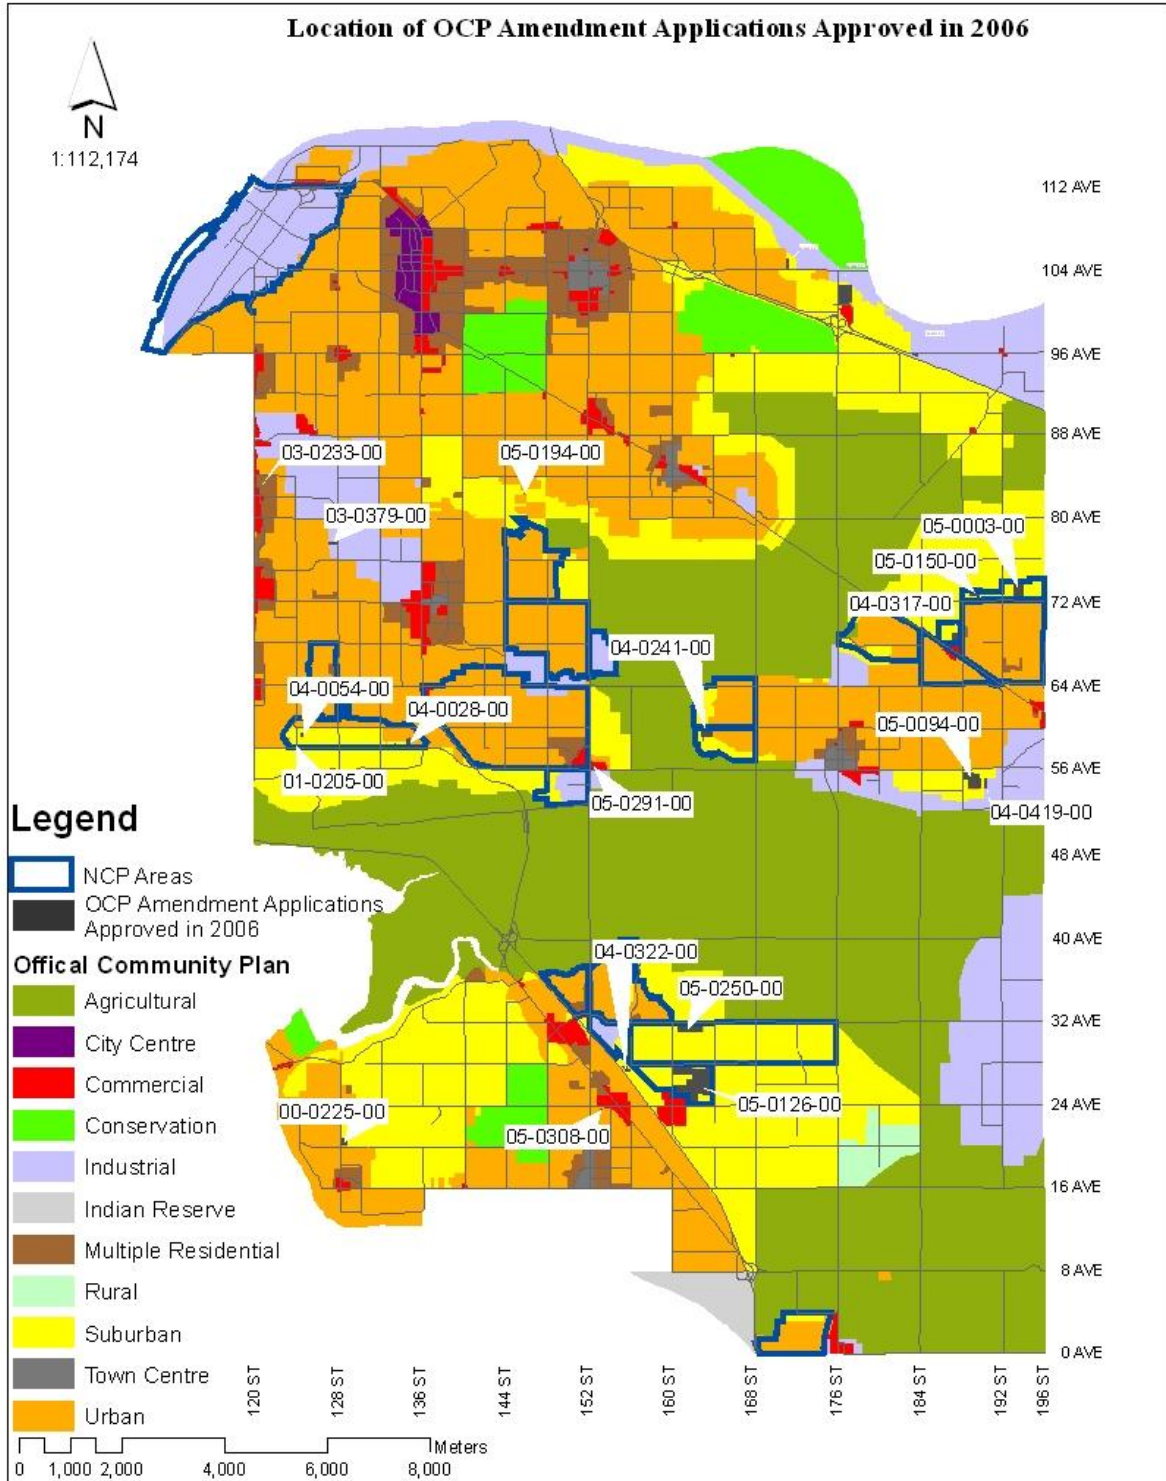 Location of OCP Amendment Applications Approved in 2006
N
1:112,174
112 AVE
104 AVE
96 AVE
88 AVE
03-0233-00
05-0194-00
03-0379-00
80 AVE
05-0003-00
05-0150-00
72 AVE
04-0317-00
04-0241-00
64 AVE
04-0054-00
04-0028-00
05-0094-00
56 AVE
01-0205-00
05-0291-00
04-0419-00
48 AVE
Legend
NCP Areas
OCP Amendment Applications
Approved in 2006
40 AVE
04-0322-00
05-0250-00
Offical Community Plan
Agricultural
32 AVE
City Centre
Commercial
24 AVE
00-0225-00
05-0126-00
05-0308-00
Conservation
Industrial
16 AVE
Indian Reserve
Multiple Residential
8 AVE
Rural
Suburban
0 AVE
Town Centre
Urban
120 ST
128 ST
136 ST
144 ST
152 ST
160 ST
168 ST
176 ST
184 ST
192 ST
196 ST
Meters
0 1,000 2,000 4,000 6,000 8,000